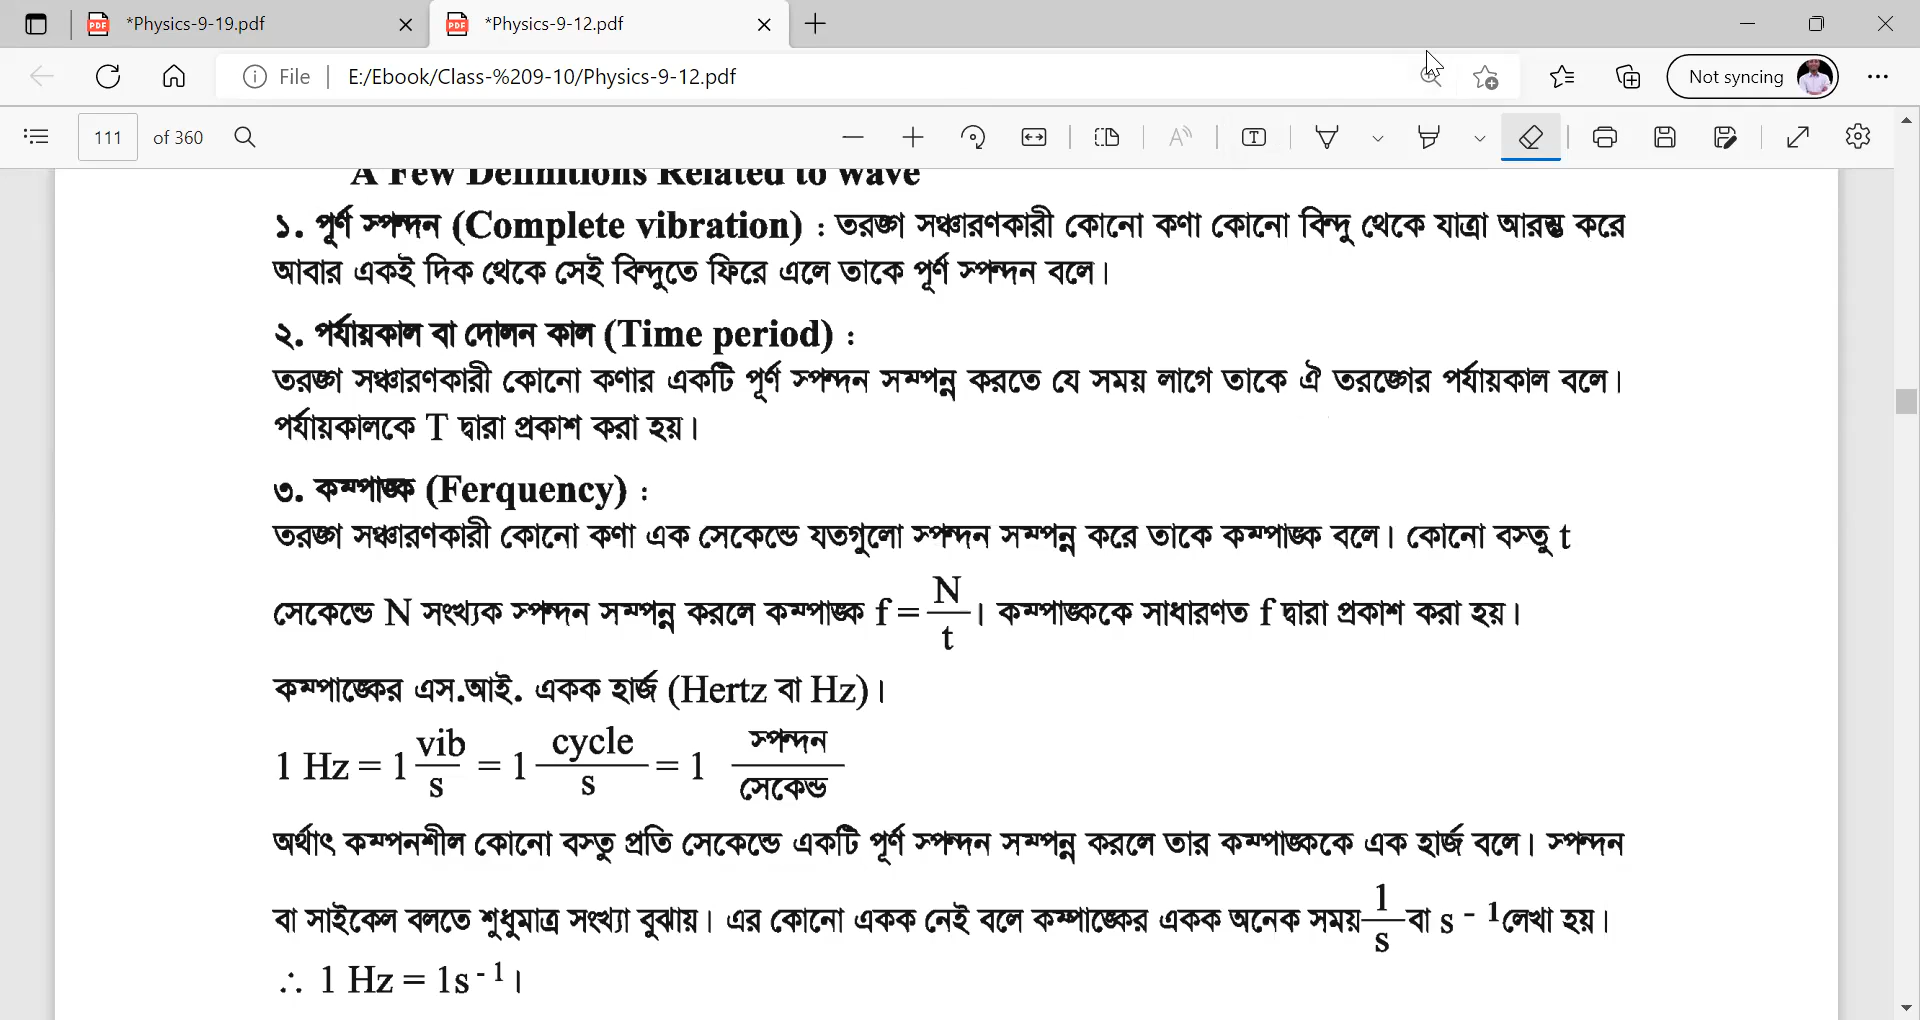 *Physics-9-19.pdf
*Physics-9-12.pdf
File | E:/Ebook/Class-%209-10/Physics-9-12.pdf
Not syncing
111 of 360
A Few Definitions Related to wave
১. পূর্ণ স্পন্দন (Complete vibration) : তরঙ্গ সঞ্চারণকারী কোনো কণা কোনো বিন্দু থেকে যাত্রা আরম্ভ করে
আবার একই দিক থেকে সেই বিন্দুতে ফিরে এলে তাকে পূর্ণ স্পন্দন বলে।
২. পর্যায়কাল বা দোলন কাল (Time period) :
তরঙ্গ সঞ্চারণকারী কোনো কণার একটি পূর্ণ স্পন্দন সম্পন্ন করতে যে সময় লাগে তাকে ঐ তরঙ্গের পর্যায়কাল বলে।
পর্যায়কালকে T দ্বারা প্রকাশ করা হয়।
৩. কম্পাঙ্ক (Ferquency) :
তরঙ্গ সঞ্চারণকারী কোনো কণা এক সেকেন্ডে যতগুলো স্পন্দন সম্পন্ন করে তাকে কম্পাঙ্ক বলে। কোনো বস্তু t
সেকেন্ডে N সংখ্যক স্পন্দন সম্পন্ন করলে কম্পাঙ্ক f = N/t। কম্পাঙ্ককে সাধারণত f দ্বারা প্রকাশ করা হয়।
কম্পাঙ্কের এস.আই. একক হার্জ (Hertz বা Hz)।
1 Hz = 1 vib/s = 1 cycle/s = 1 স্পন্দন/সেকেন্ড
অর্থাৎ কম্পনশীল কোনো বস্তু প্রতি সেকেন্ডে একটি পূর্ণ স্পন্দন সম্পন্ন করলে তার কম্পাঙ্ককে এক হার্জ বলে। স্পন্দন
বা সাইকেল বলতে শুধুমাত্র সংখ্যা বুঝায়। এর কোনো একক নেই বলে কম্পাঙ্কের একক অনেক সময় 1/s বা s⁻¹ লেখা হয়।
∴ 1 Hz = 1s⁻¹।